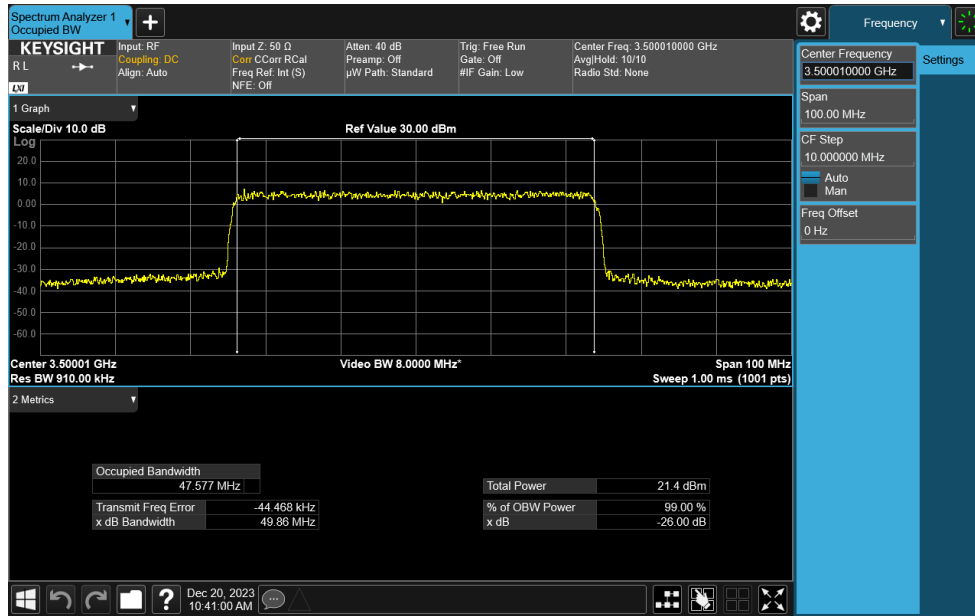 Spectrum Analyzer 1
Occupied BW
Frequency
KEYSIGHT
R L
LXI
Input: RF
Coupling: DC
Align: Auto
Input Z: 50 Ω
Corr CCorr RCal
Freq Ref: Int (S)
NFE: Off
Atten: 40 dB
Preamp: Off
µW Path: Standard
Trig: Free Run
Gate: Off
#IF Gain: Low
Center Freq: 3.500010000 GHz
Avg|Hold: 10/10
Radio Std: None
Center Frequency
3.500010000 GHz
Settings
Span
100.00 MHz
CF Step
10.000000 MHz
Auto
Man
Freq Offset
0 Hz
1 Graph
Scale/Div 10.0 dB
Ref Value 30.00 dBm
Log
20.0
10.0
0.00
-10.0
-20.0
-30.0
-40.0
-50.0
-60.0
Center 3.50001 GHz
Video BW 8.0000 MHz*
Span 100 MHz
Res BW 910.00 kHz
Sweep 1.00 ms (1001 pts)
2 Metrics
Occupied Bandwidth
47.577 MHz
Total Power 21.4 dBm
Transmit Freq Error -44.468 kHz
% of OBW Power 99.00 %
x dB Bandwidth 49.86 MHz
x dB -26.00 dB
?
Dec 20, 2023
10:41:00 AM